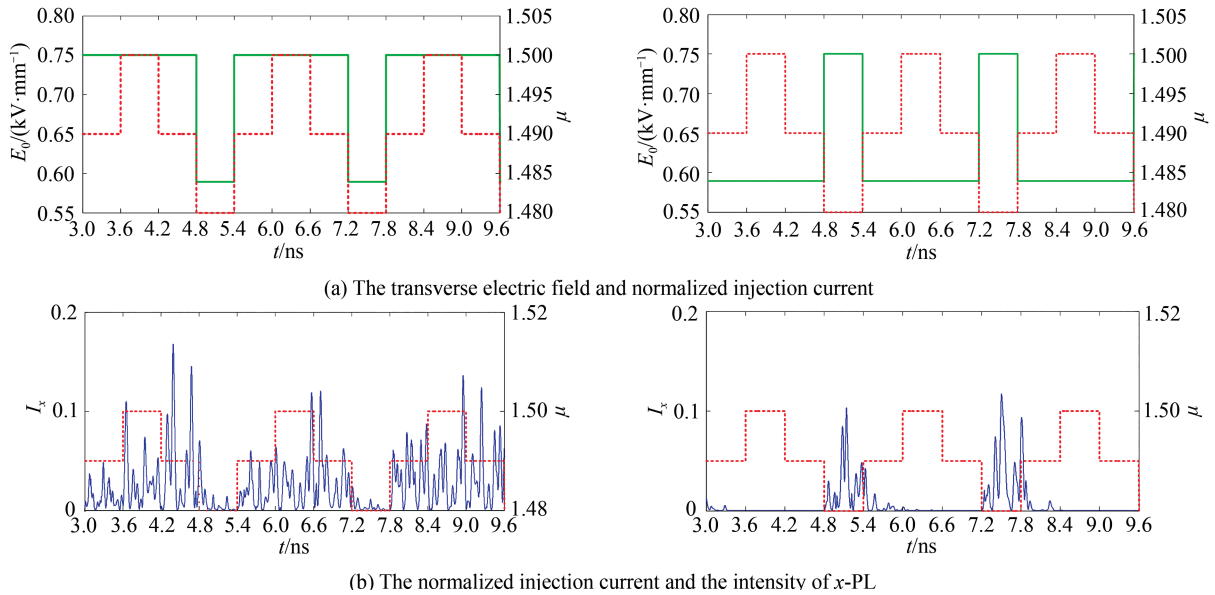 0.80 1.505 0.80 1.505
0.75 1.500 0.75 1.500
0.70 1.495 0.70 1.495
E₀/(kV·mm⁻¹) μ E₀/(kV·mm⁻¹) μ
0.65 1.490 0.65 1.490
0.60 1.485 0.60 1.485
0.55 1.480 0.55 1.480
3.0 3.6 4.2 4.8 5.4 6.0 6.6 7.2 7.8 8.4 9.0 9.6 3.0 3.6 4.2 4.8 5.4 6.0 6.6 7.2 7.8 8.4 9.0 9.6
t/ns t/ns
(a) The transverse electric field and normalized injection current
0.2 1.52 0.2 1.52
Iₓ 0.1 1.50 μ Iₓ 0.1 1.50 μ
0 1.48 0 1.48
3.0 3.6 4.2 4.8 5.4 6.0 6.6 7.2 7.8 8.4 9.0 9.6 3.0 3.6 4.2 4.8 5.4 6.0 6.6 7.2 7.8 8.4 9.0 9.6
t/ns t/ns
(b) The normalized injection current and the intensity of x-PL